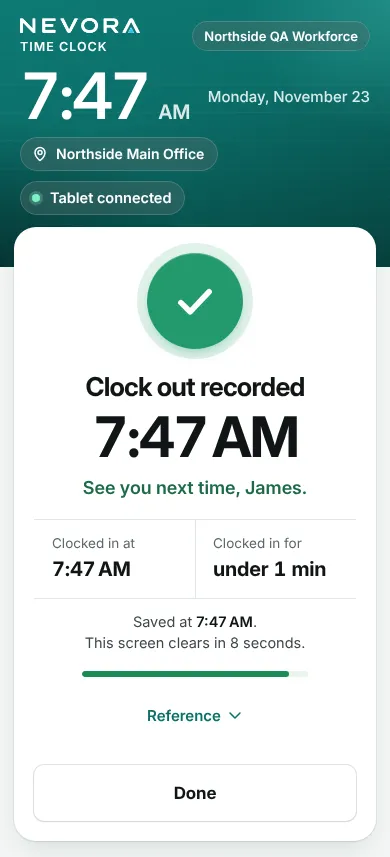 NEVORA
TIME CLOCK
Northside QA Workforce
7:47 AM
Monday, November 23
Northside Main Office
Tablet connected
Clock out recorded
7:47 AM
See you next time, James.
Clocked in at
7:47 AM
Clocked in for
under 1 min
Saved at 7:47 AM.
This screen clears in 8 seconds.
Reference
Done